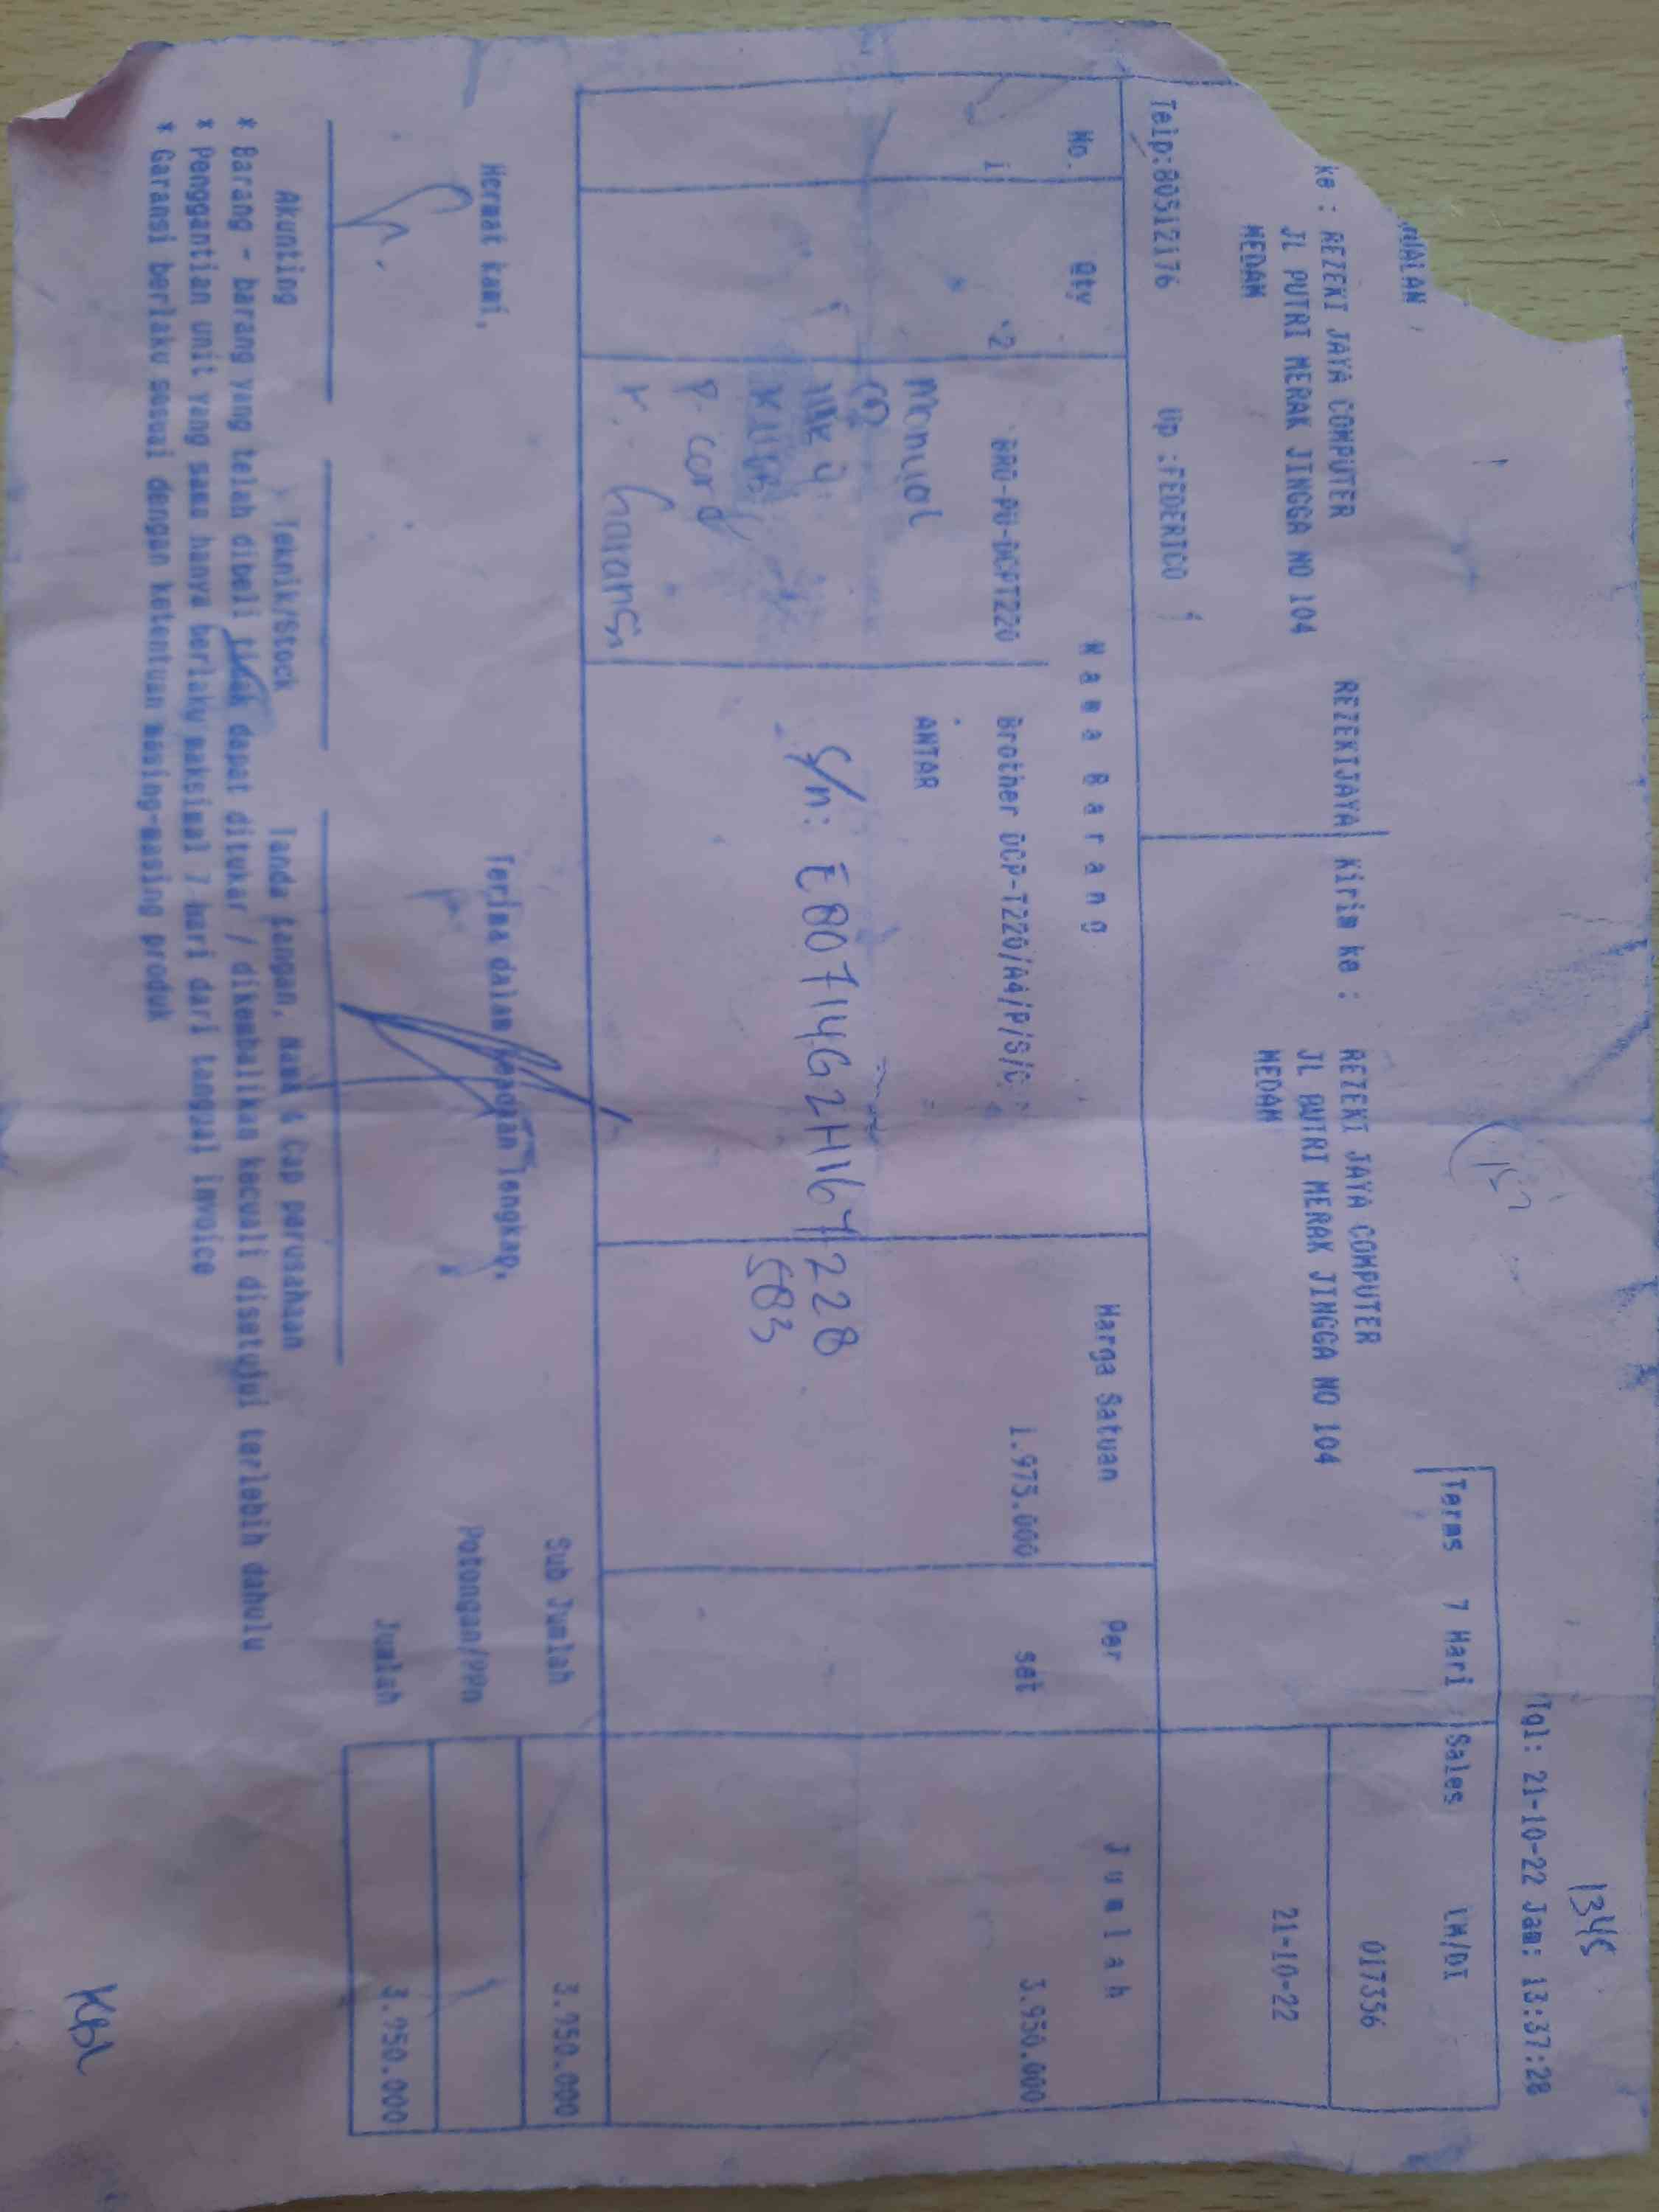 1345
Tgl: 21-10-22 Jam: 13:37:28
Terms 7 Hari Sales LM/DI
ke : REZEKI JAYA COMPUTER REZEKIJAYA Kirim ke : REZEKI JAYA COMPUTER 017356
JL PUTRI MERAK JINGGA NO 104 JL PUTRI MERAK JINGGA NO 104
MEDAN MEDAN 21-10-22
Telp:80512176 Up :FEDERICO
No. Qty Nama Barang Harga Satuan Per Jumlah
1 2 BRO-PU-DCPT220 Brother DCP-T220/A4/P/S/C 1.975.000 set 3.950.000
Manual ANTAR
CD
S/n: E80714G2H167228
583
P. cord
K. Garansi
Hormat kami, Terima dalam keadaan lengkap, Sub Jumlah 3.950.000
Potongan/PPn
Jumlah 3.950.000
Akunting Teknik/Stock Tanda tangan, Nama & Cap perusahaan
* Barang - barang yang telah dibeli tidak dapat ditukar / dikembalikan kecuali disetujui terlebih dahulu
* Penggantian unit yang sama hanya berlaku maksimal 7 hari dari tanggal invoice
* Garansi berlaku sesuai dengan ketentuan masing-masing produk
KBL